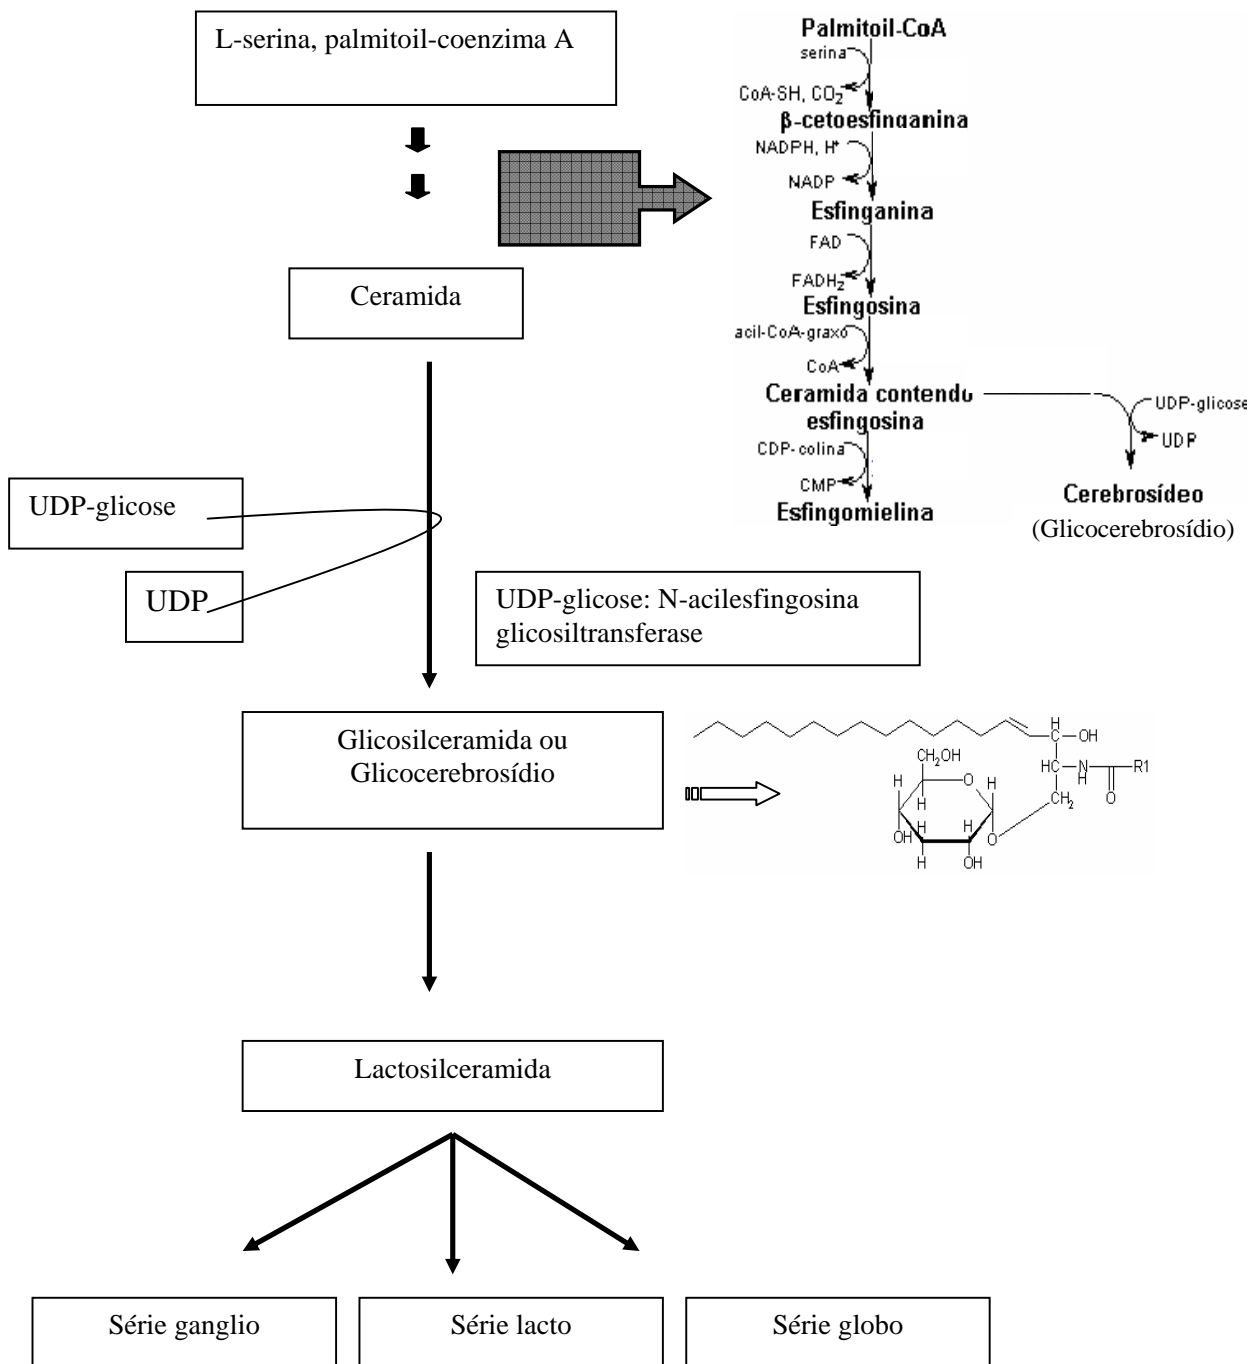 L-serina, palmitoil-coenzima A
Palmitoil-CoA
serina
CoA-SH, CO2
β-cetoesfinganina
NADPH, H+
NADP
Esfinganina
FAD
FADH2
Esfingosina
acil-CoA-graxo
CoA
Ceramida contendo
esfingosina
UDP-glicose
UDP
CDP-colina
CMP
Esfingomielina
Cerebrosídeo
(Glicocerebrosídio)
Ceramida
UDP-glicose
UDP
UDP-glicose: N-acilesfingosina
glicosiltransferase
Glicosilceramida ou
Glicocerebrosídio
H
C
OH
HC
N
H
R1
O
CH2
CH2OH
O
H
H
H
H
OH
H
H
O
H
OH
Lactosilceramida
Série ganglio
Série lacto
Série globo